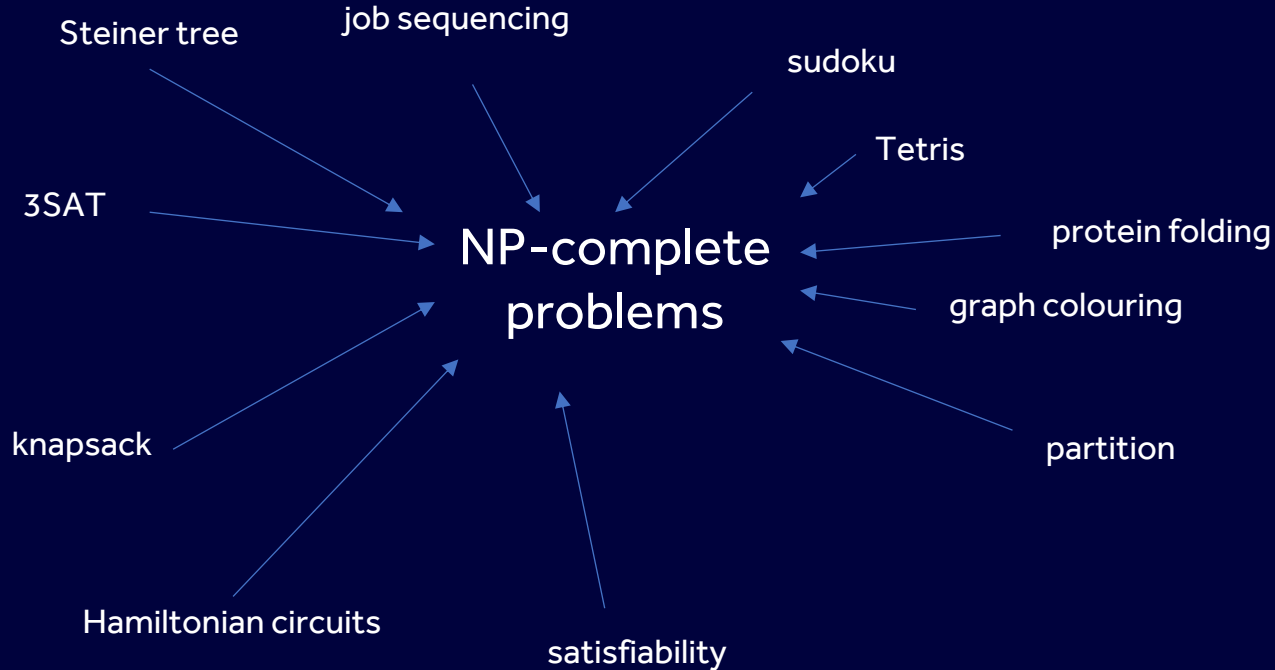 job sequencing
Steiner tree
sudoku
Tetris
3SAT
protein folding
NP-complete
problems
graph colouring
knapsack
partition
Hamiltonian circuits
satisfiability